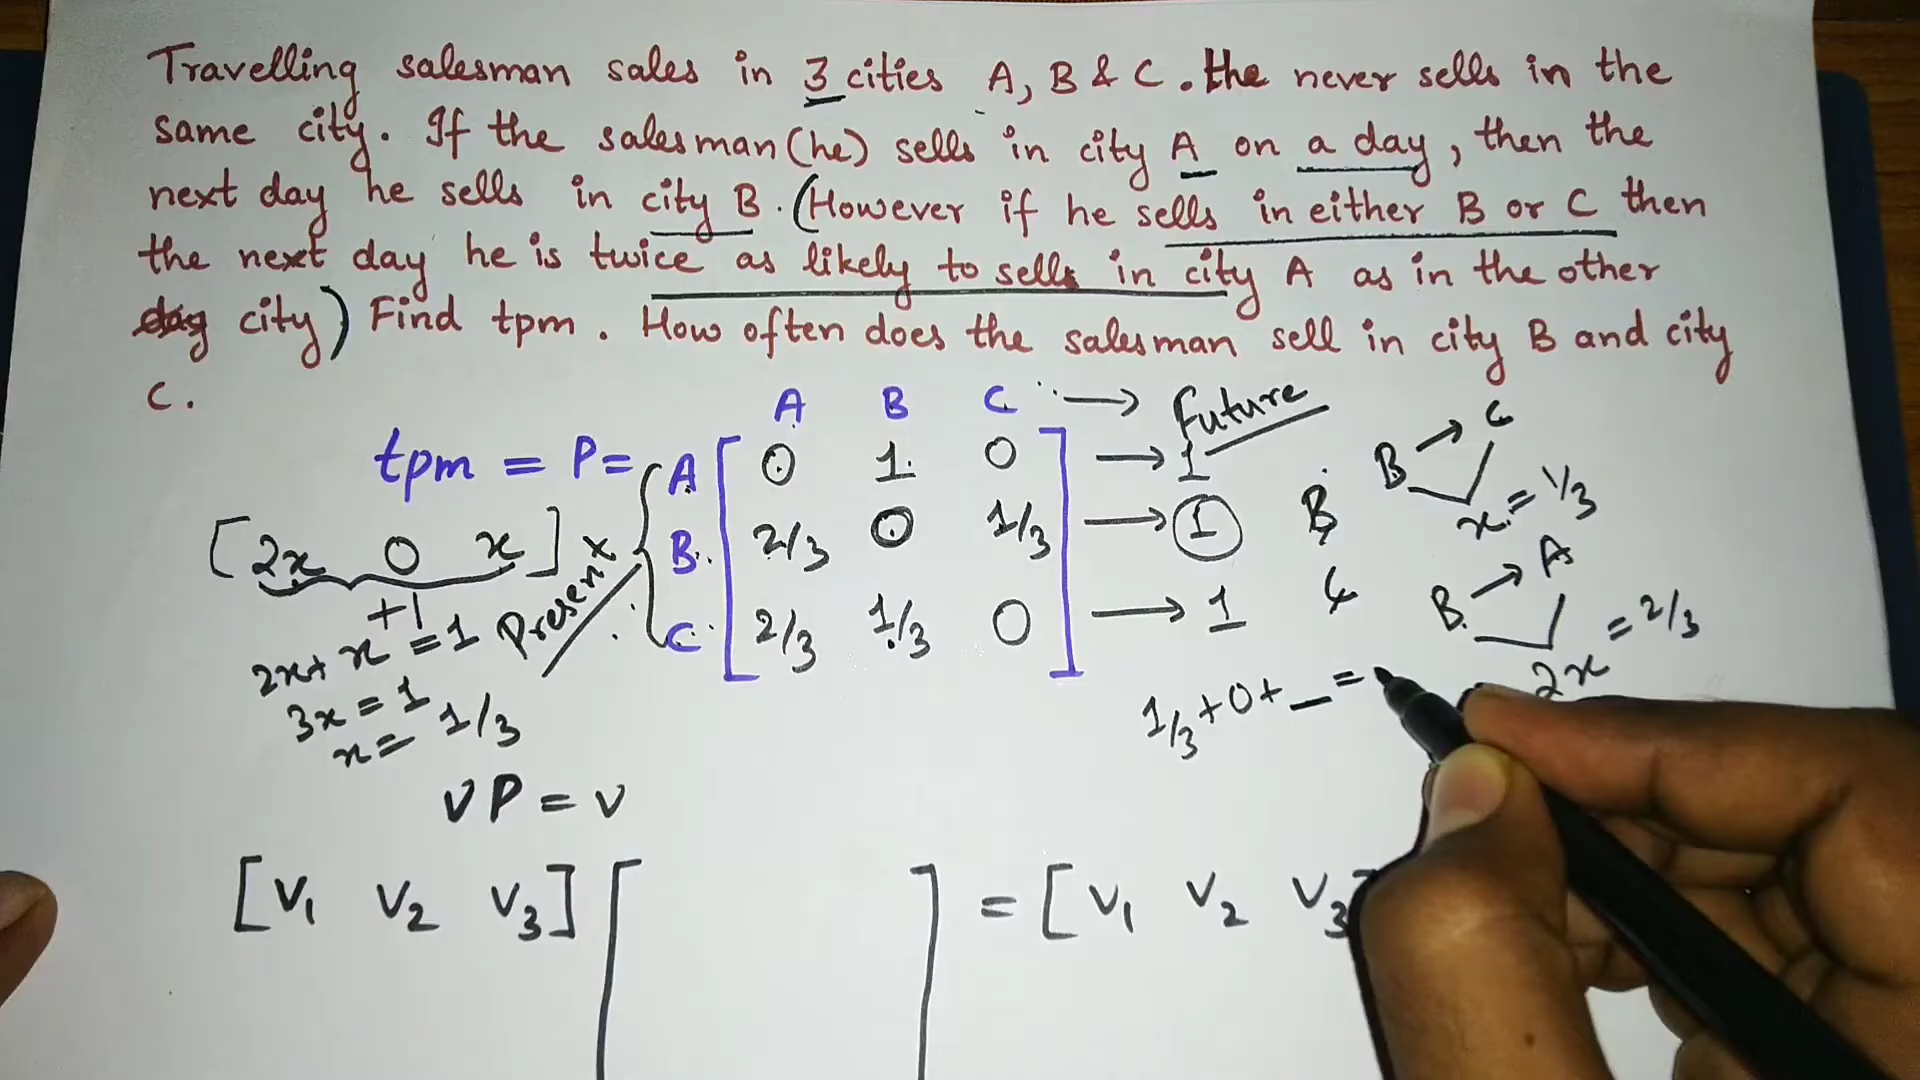 Travelling salesman sales in 3 cities A, B & C. the never sells in the
same city. If the salesman (he) sells in city A on a day, then the
next day he sells in city B. (However if he sells in either B or C then
the next day he is twice as likely to sells in city A as in the other
day city) Find tpm. How often does the salesman sell in city B and city
C.
A B C → Future
tpm = P = A [ 0 1 0 ] → 1
B 2/3 0 1/3 → 1
C 2/3 1/3 0 → 1
Present
[2x 0 x]
+1
2x + x = 1
3x = 1
x = 1/3
B → C
x = 1/3
B
B → A
2x = 2/3
1/3 + 0 + _ =
vP = v
[V1 V2 V3] [ ] = [V1 V2 V3]